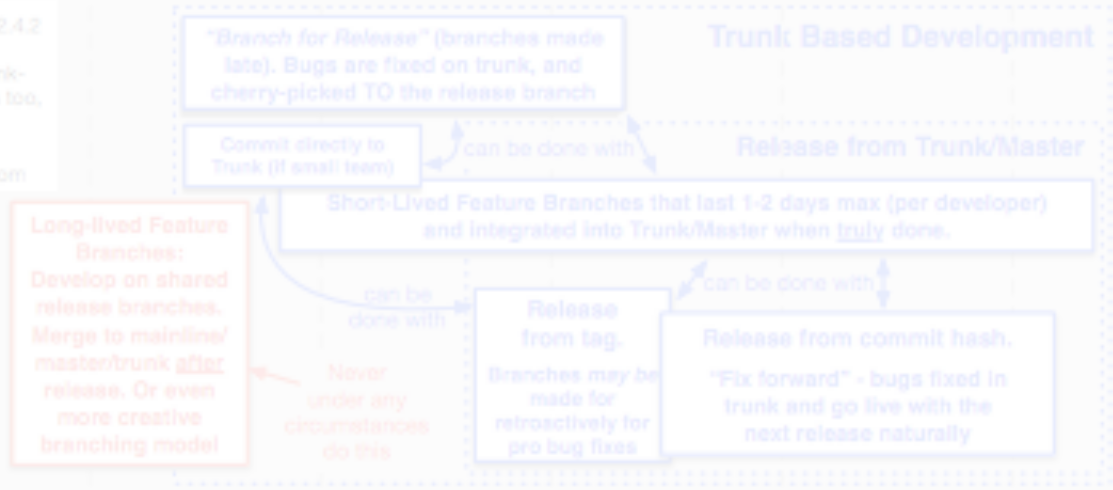 2.4.2
too,
"Branch for Release" (branches made
late). Bugs are fixed on trunk, and
cherry-picked TO the release branch
Trunk Based Development
Commit directly to
Trunk (if small team)
can be done with
Release from Trunk/Master
Short-Lived Feature Branches that last 1-2 days max (per developer)
and integrated into Trunk/Master when truly done.
Long-lived Feature
Branches:
Develop on shared
release branches.
Merge to mainline/
master/trunk after
release. Or even
more creative
branching model
can be
done with
Never
under any
circumstances
do this
can be done with
Release
from tag.
Branches may be
made for
retroactively for
pro bug fixes
Release from commit hash.
"Fix forward" - bugs fixed in
trunk and go live with the
next release naturally